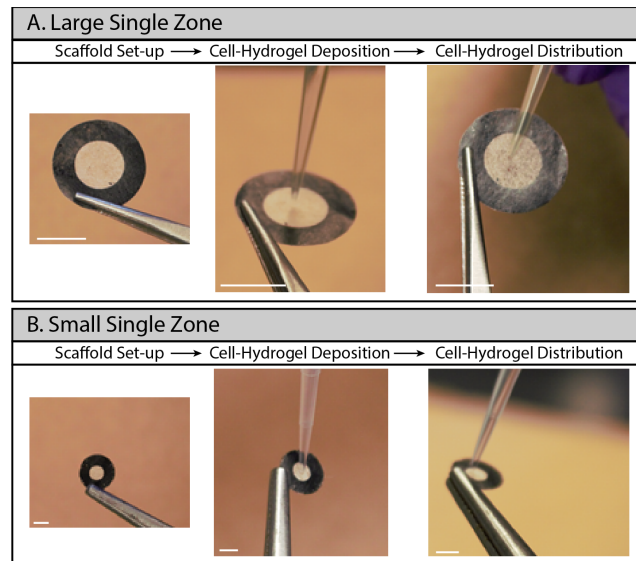 A. Large Single Zone
Scaffold Set-up → Cell-Hydrogel Deposition → Cell-Hydrogel Distribution
B. Small Single Zone
Scaffold Set-up → Cell-Hydrogel Deposition → Cell-Hydrogel Distribution